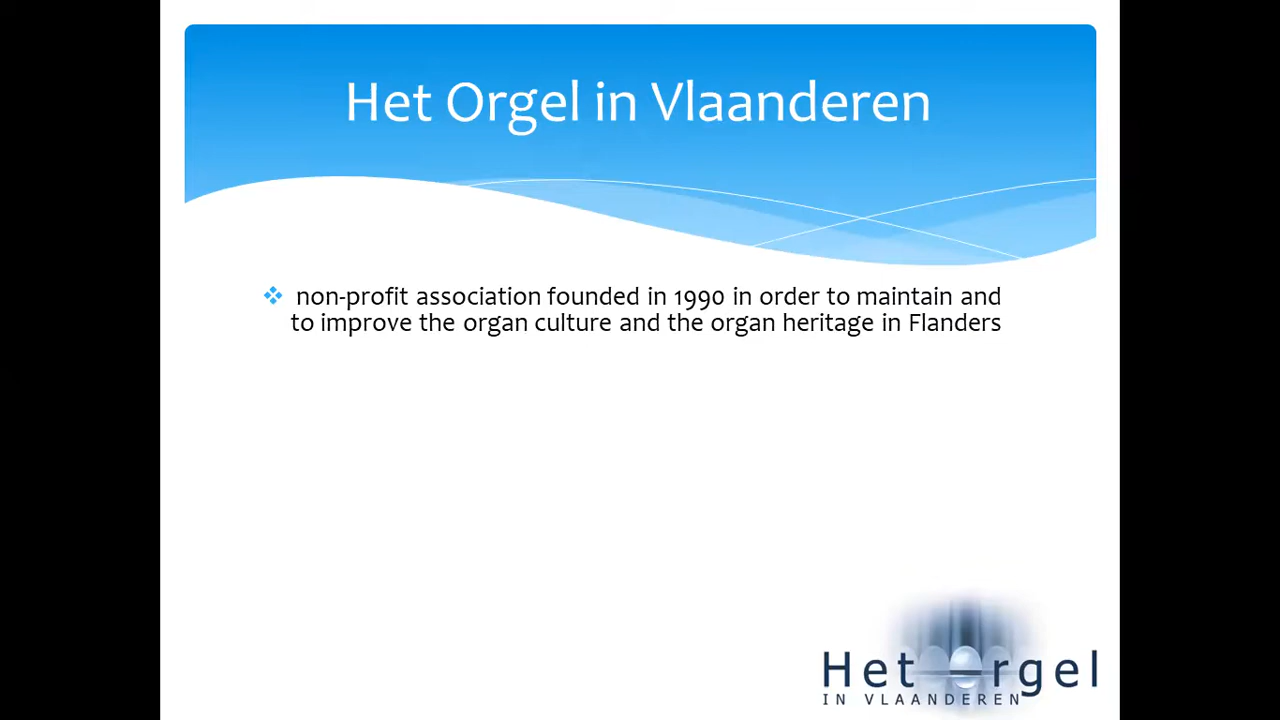 Het Orgel in Vlaanderen
non-profit association founded in 1990 in order to maintain and
to improve the organ culture and the organ heritage in Flanders
Het Orgel
IN VLAANDEREN